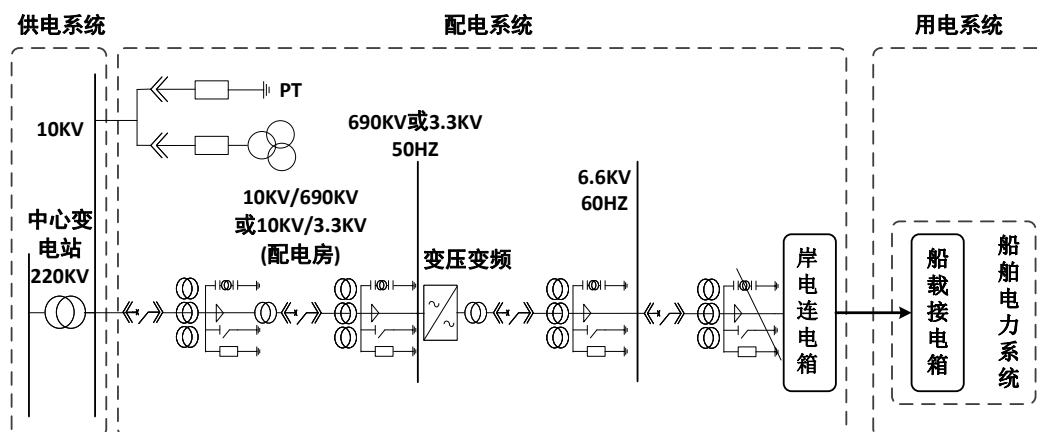 供电系统
配电系统
用电系统
PT
10KV
690KV或3.3KV
50HZ
10KV/690KV
或10KV/3.3KV
(配电房)
6.6KV
60HZ
中心变
电站
220KV
变压变频
岸电连电箱
船载接电箱
船舶电力系统